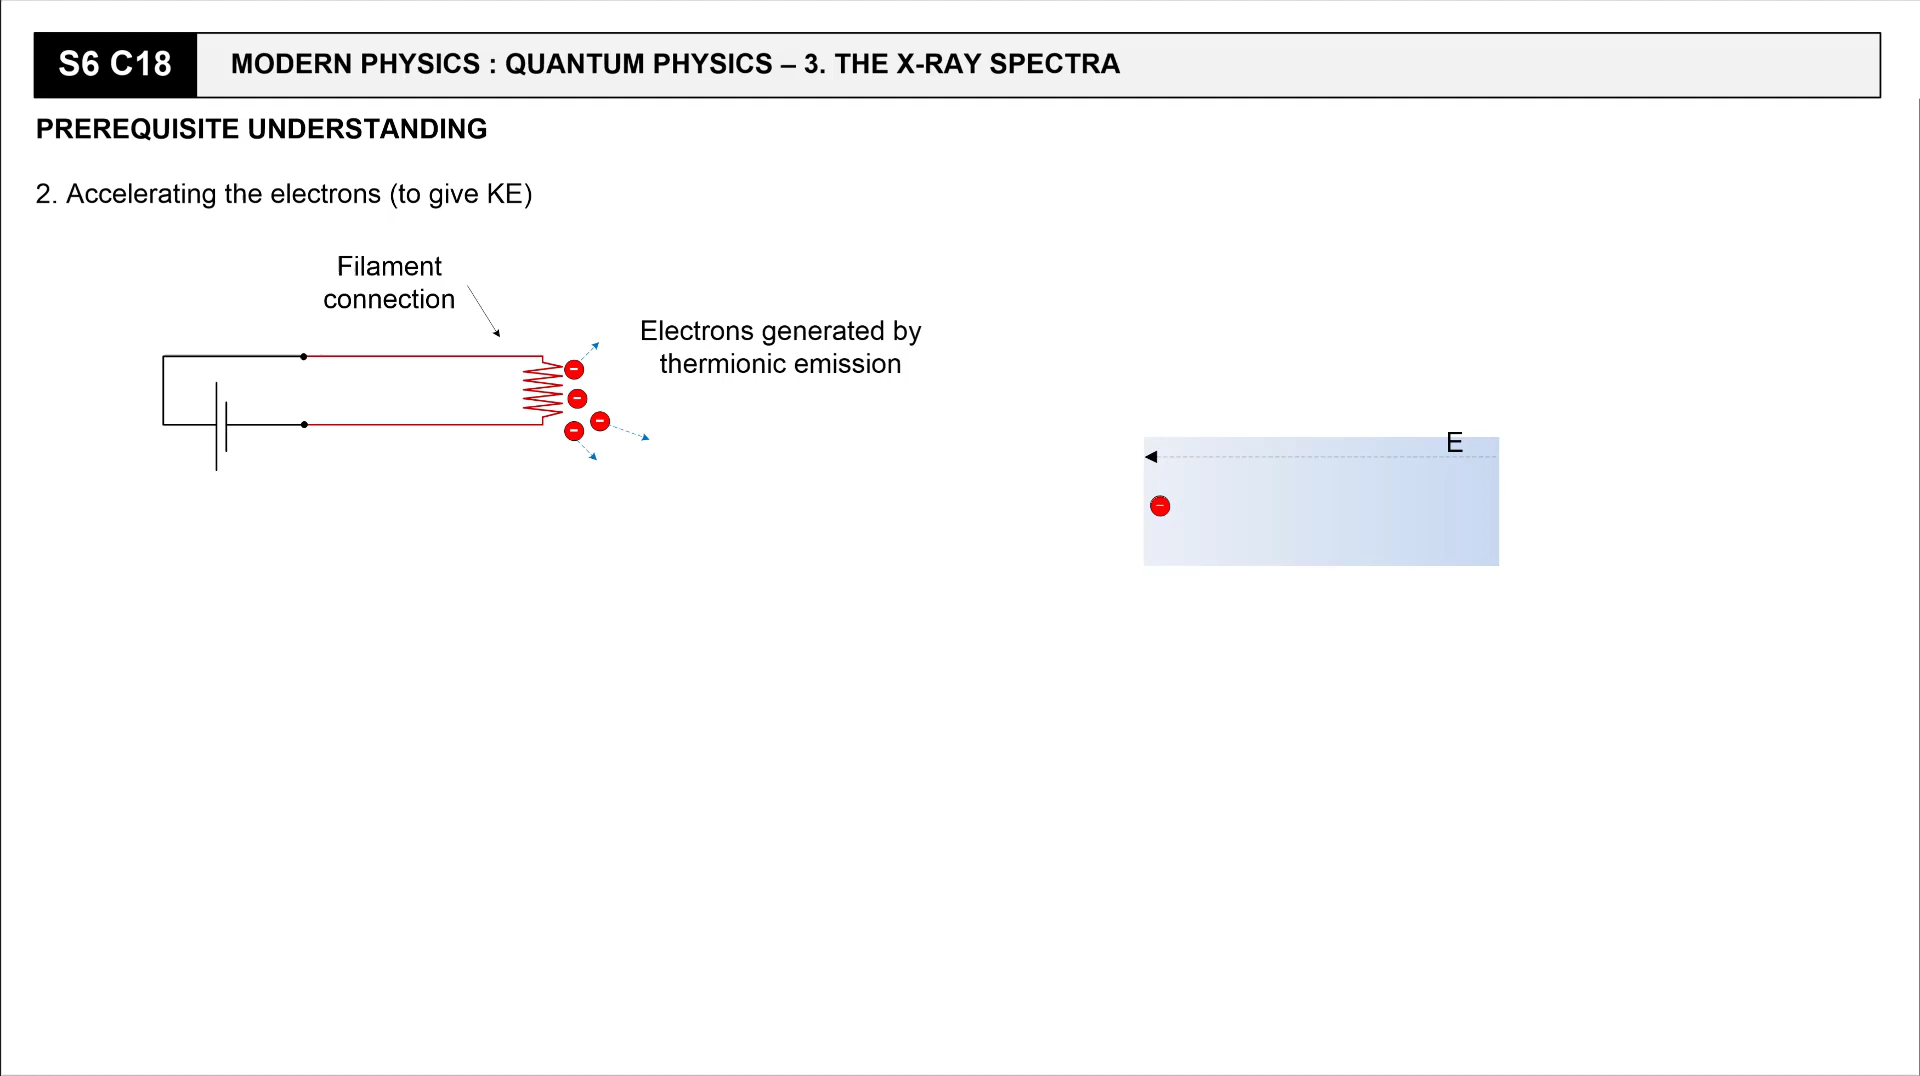 S6 C18
MODERN PHYSICS : QUANTUM PHYSICS – 3. THE X-RAY SPECTRA
PREREQUISITE UNDERSTANDING
2. Accelerating the electrons (to give KE)
Filament
connection
Electrons generated by
thermionic emission
E